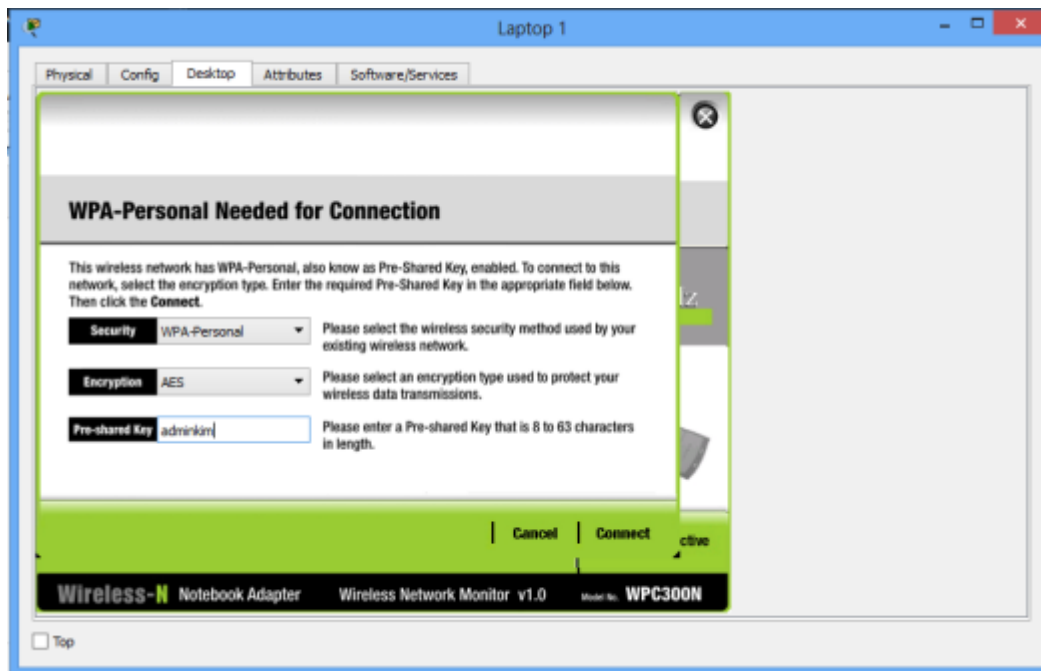 Laptop 1
Physical Config Desktop Attributes Software/Services
WPA-Personal Needed for Connection
This wireless network has WPA-Personal, also know as Pre-Shared Key, enabled. To connect to this
network, select the encryption type. Enter the required Pre-Shared Key in the appropriate field below.
Then click the Connect.
Security WPA-Personal Please select the wireless security method used by your
existing wireless network.
Encryption AES Please select an encryption type used to protect your
wireless data transmissions.
Pre-shared Key adminkim Please enter a Pre-shared Key that is 8 to 63 characters
in length.
Cancel Connect ctive
Wireless-N Notebook Adapter Wireless Network Monitor v1.0 Model No. WPC300N
Top